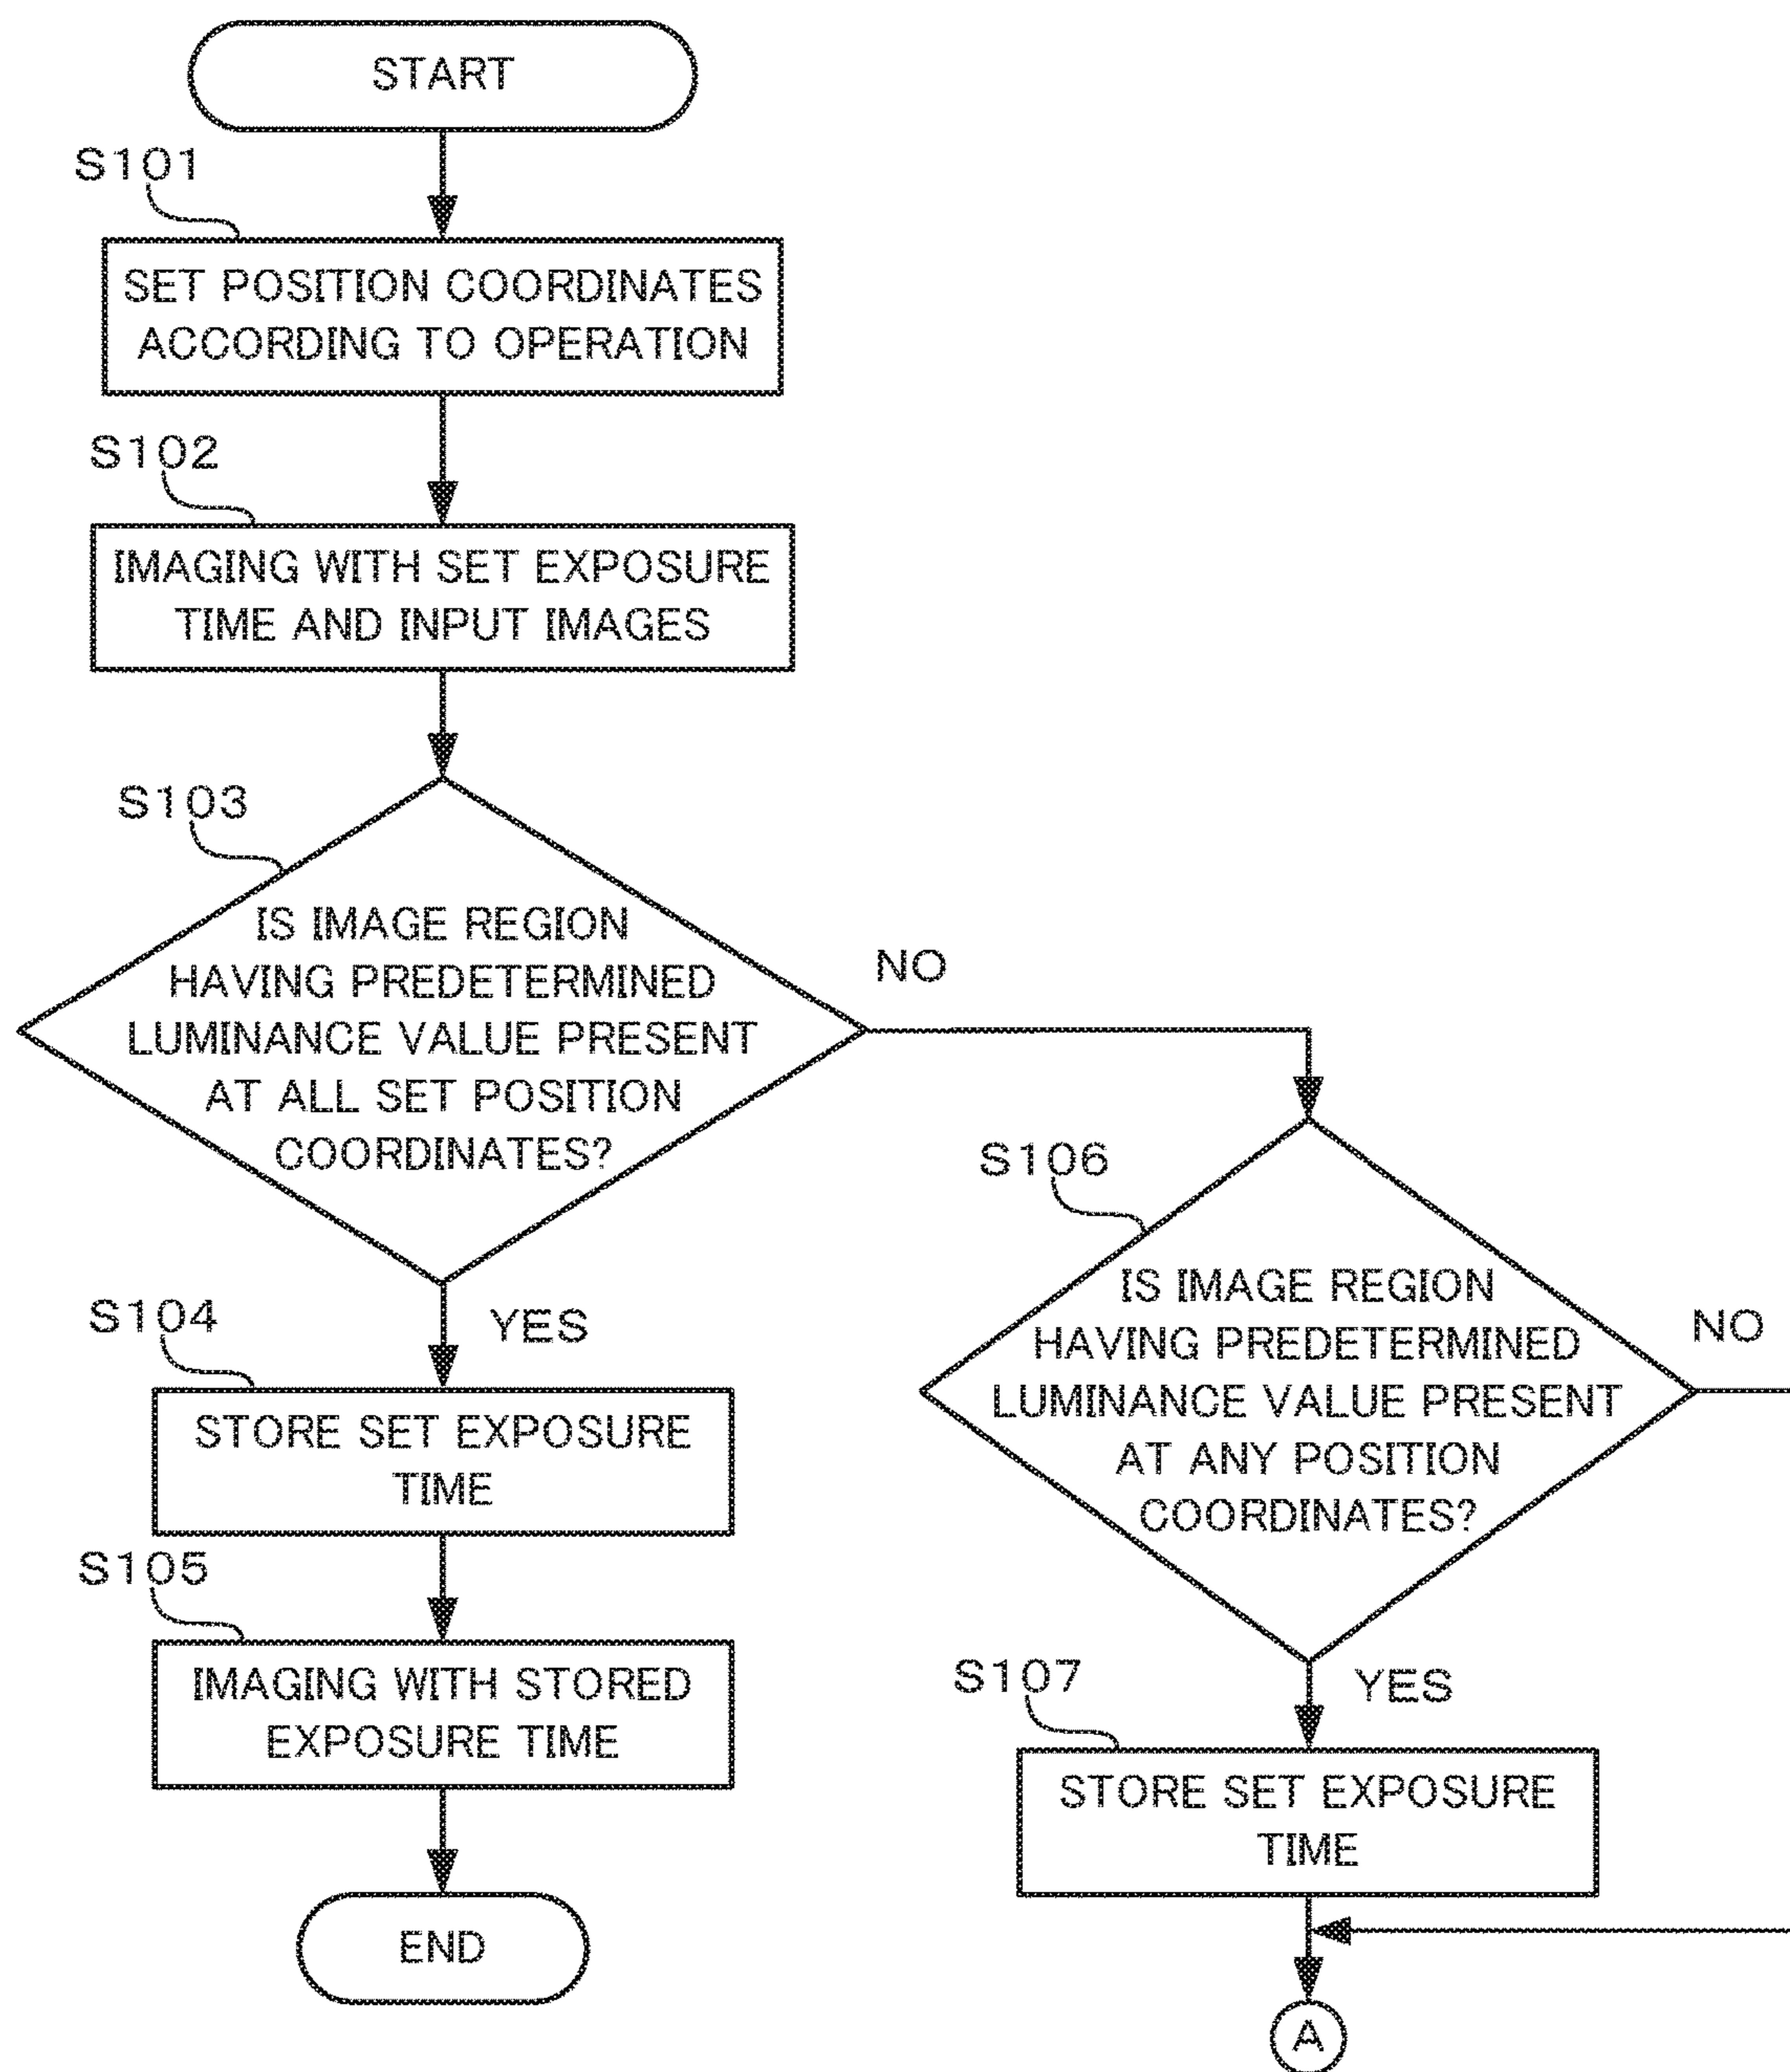 START
S101
SET POSITION COORDINATES
ACCORDING TO OPERATION
S102
IMAGING WITH SET EXPOSURE
TIME AND INPUT IMAGES
S103
IS IMAGE REGION
HAVING PREDETERMINED
LUMINANCE VALUE PRESENT
AT ALL SET POSITION
COORDINATES?
NO
YES
S104
STORE SET EXPOSURE
TIME
S105
IMAGING WITH STORED
EXPOSURE TIME
END
S106
IS IMAGE REGION
HAVING PREDETERMINED
LUMINANCE VALUE PRESENT
AT ANY POSITION
COORDINATES?
NO
YES
S107
STORE SET EXPOSURE
TIME
A